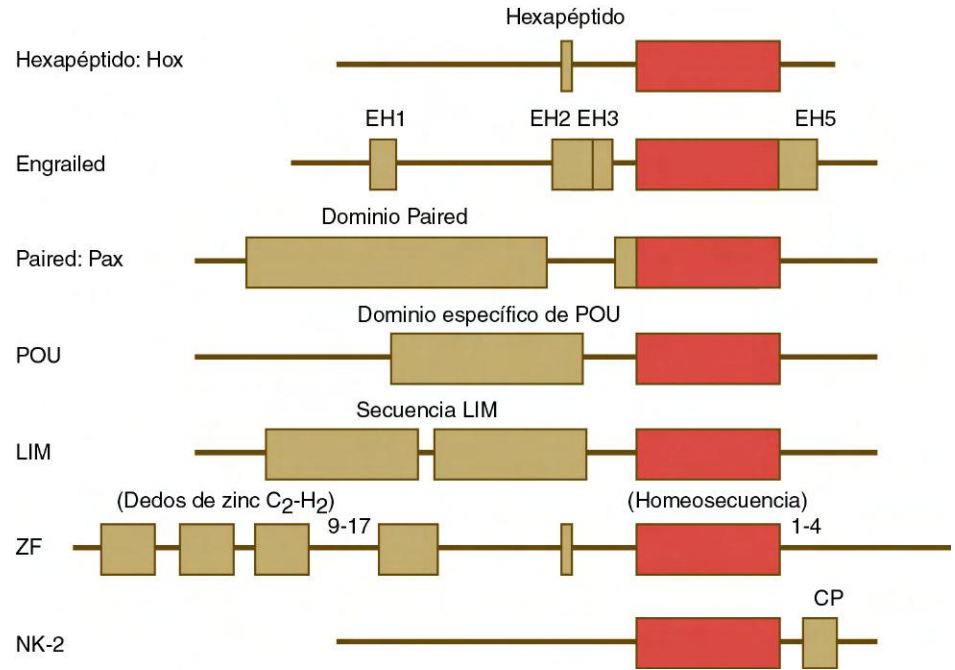 Hexapéptido
Hexapéptido: Hox
EH1 EH2 EH3 EH5
Engrailed
Dominio Paired
Paired: Pax
Dominio específico de POU
POU
Secuencia LIM
LIM
(Dedos de zinc C2-H2) (Homeosecuencia)
9-17 1-4
ZF
CP
NK-2